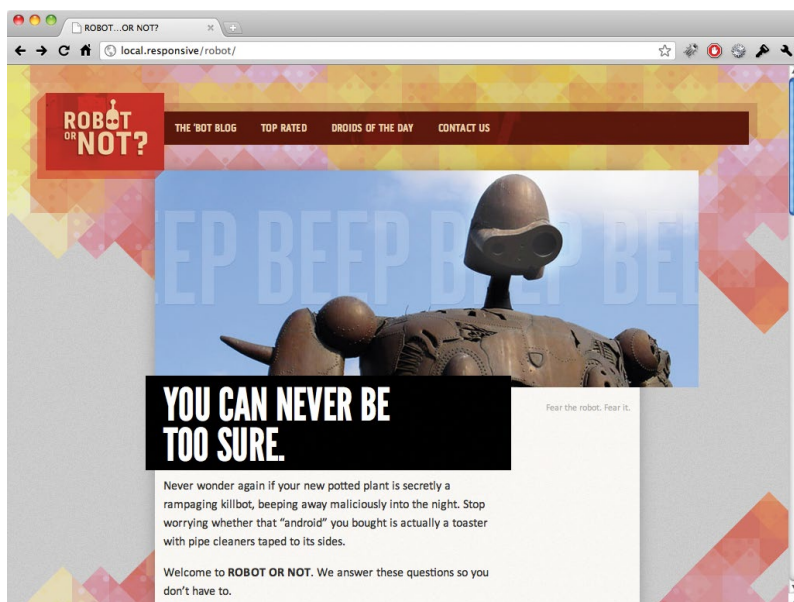 ROBOT...OR NOT?
local.responsive/robot/
ROBOT
OR NOT?
THE 'BOT BLOG TOP RATED DROIDS OF THE DAY CONTACT US
EEP BEEP BEEP BEE
YOU CAN NEVER BE
TOO SURE.
Fear the robot. Fear it.
Never wonder again if your new potted plant is secretly a
rampaging killbot, beeping away maliciously into the night. Stop
worrying whether that “android” you bought is actually a toaster
with pipe cleaners taped to its sides.
Welcome to ROBOT OR NOT. We answer these questions so you
don’t have to.